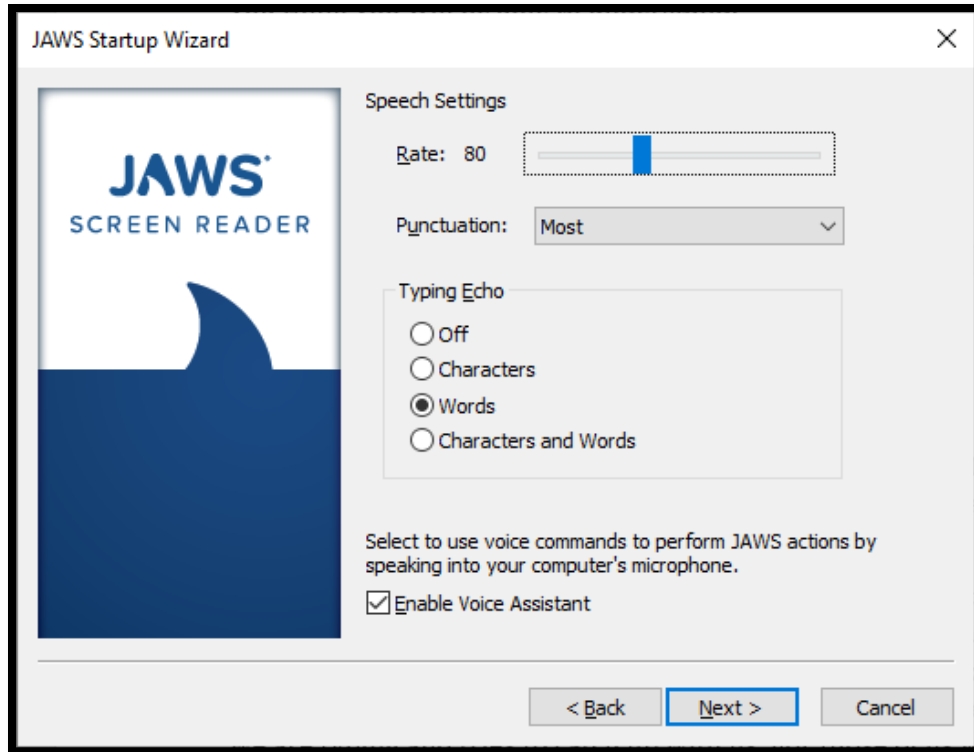 JAWS Startup Wizard
JAWS
SCREEN READER
Speech Settings
Rate: 80
Punctuation: Most
Typing Echo
Off
Characters
Words
Characters and Words
Select to use voice commands to perform JAWS actions by
speaking into your computer's microphone.
Enable Voice Assistant
< Back Next > Cancel